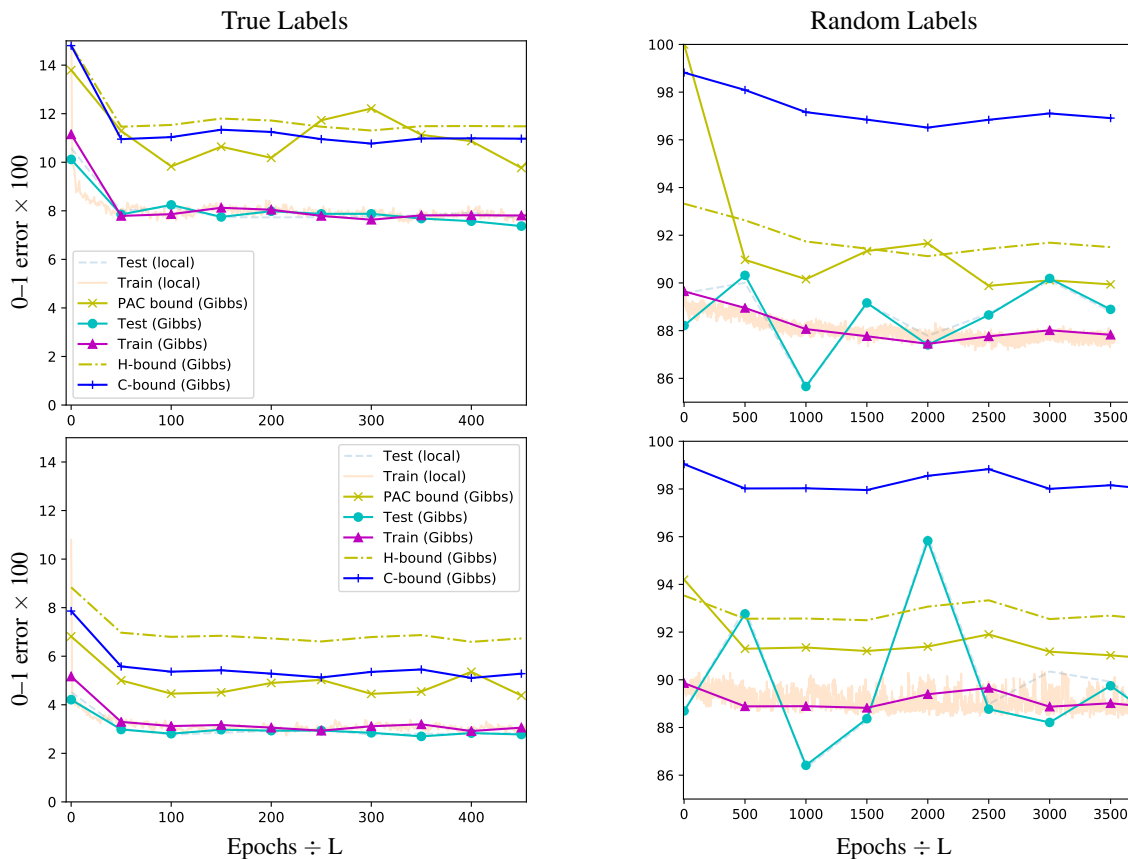 True Labels
Random Labels
0–1 error × 100
14
12
10
8
6
4
2
0
Test (local)
Train (local)
PAC bound (Gibbs)
Test (Gibbs)
Train (Gibbs)
H-bound (Gibbs)
C-bound (Gibbs)
0 100 200 300 400
100
98
96
94
92
90
88
86
0 500 1000 1500 2000 2500 3000 3500
0–1 error × 100
14
12
10
8
6
4
2
0
Test (local)
Train (local)
PAC bound (Gibbs)
Test (Gibbs)
Train (Gibbs)
H-bound (Gibbs)
C-bound (Gibbs)
0 100 200 300 400
Epochs ÷ L
100
98
96
94
92
90
88
86
0 500 1000 1500 2000 2500 3000 3500
Epochs ÷ L